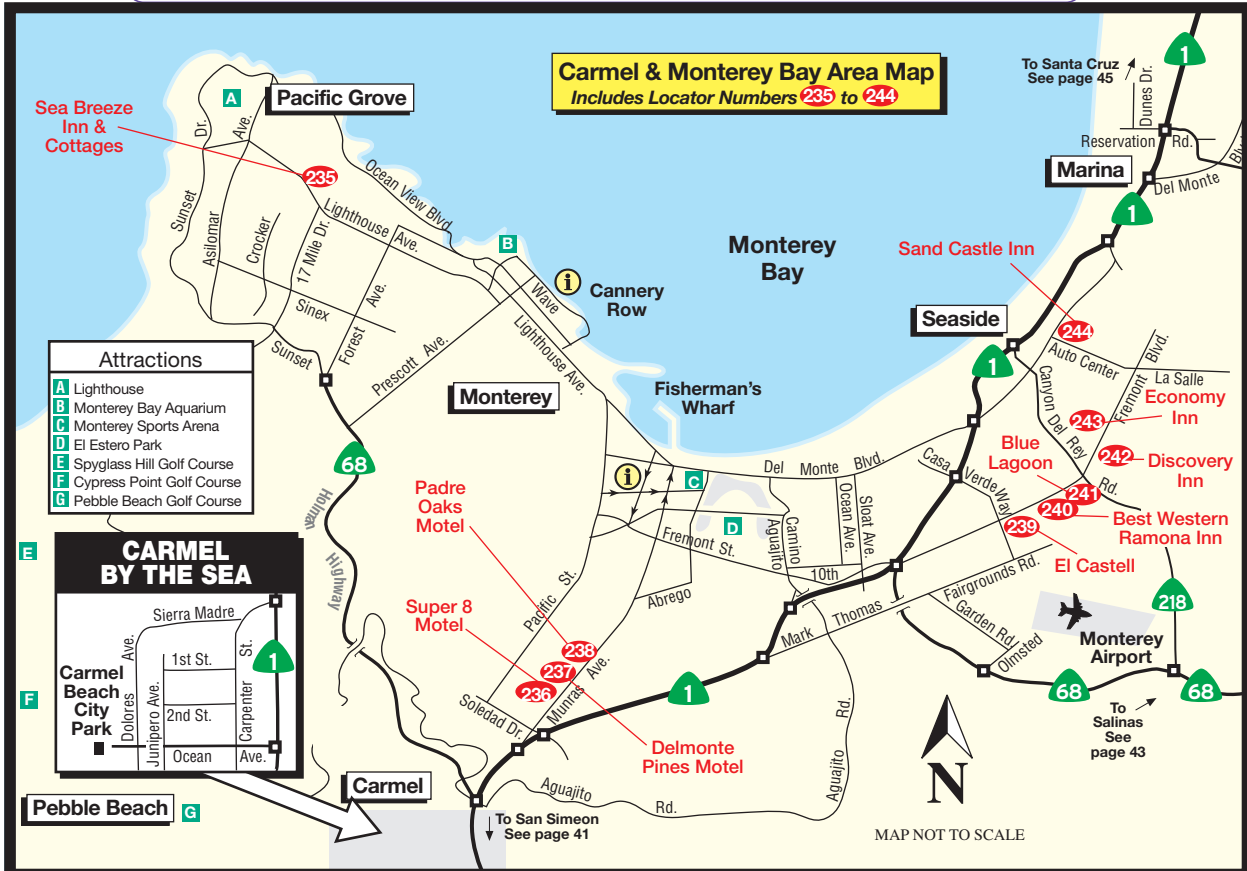 Carmel & Monterey Bay Area Map
Includes Locator Numbers 235 to 244
To Santa Cruz
See page 45
Dunes Dr.
1
Reservation Rd.
Blv
Marina
Del Monte
1
Pacific Grove
A
Sea Breeze
Inn &
Cottages
235
Sunset Dr.
Asilomar Ave.
Crocker
17 Mile Dr.
Lighthouse Ave.
Ocean View Blvd.
Sinex
Forest Ave.
Sunset
Prescott Ave.
B
i
Cannery
Row
Wave
Lighthouse Ave.
Monterey
Bay
Sand Castle Inn
244
Seaside
1
Auto Center
La Salle
Fremont Blvd.
Canyon Del Rey Rd.
Economy
Inn
243
Blue
Lagoon
242
Discovery
Inn
241
240
Best Western
Ramona Inn
239
El Castell
Attractions
A Lighthouse
B Monterey Bay Aquarium
C Monterey Sports Arena
D El Estero Park
E Spyglass Hill Golf Course
F Cypress Point Golf Course
G Pebble Beach Golf Course
Monterey
Fisherman's
Wharf
68
Holman Highway
i
C
D
Del Monte Blvd.
Casa Verde Way
Ocean Ave.
Sloat Ave.
Camino Aguajito
Fremont St.
10th
Abrego
Pacific St.
Padre
Oaks
Motel
Super 8
Motel
238
237
236
Munras Ave.
Soledad Dr.
Delmonte
Pines Motel
1
Mark Thomas
Fairgrounds Rd.
Garden Rd.
Olmsted
Monterey
Airport
218
68
68
To
Salinas
See
page 43
Aguajito Rd.
Aguajito Rd.
E
CARMEL
BY THE SEA
Sierra Madre
Dolores Ave.
Junipero Ave.
1st St.
2nd St.
Carpenter St.
1
Carmel
Beach
City
Park
Ocean Ave.
F
Pebble Beach
G
Carmel
To San Simeon
See page 41
N
MAP NOT TO SCALE